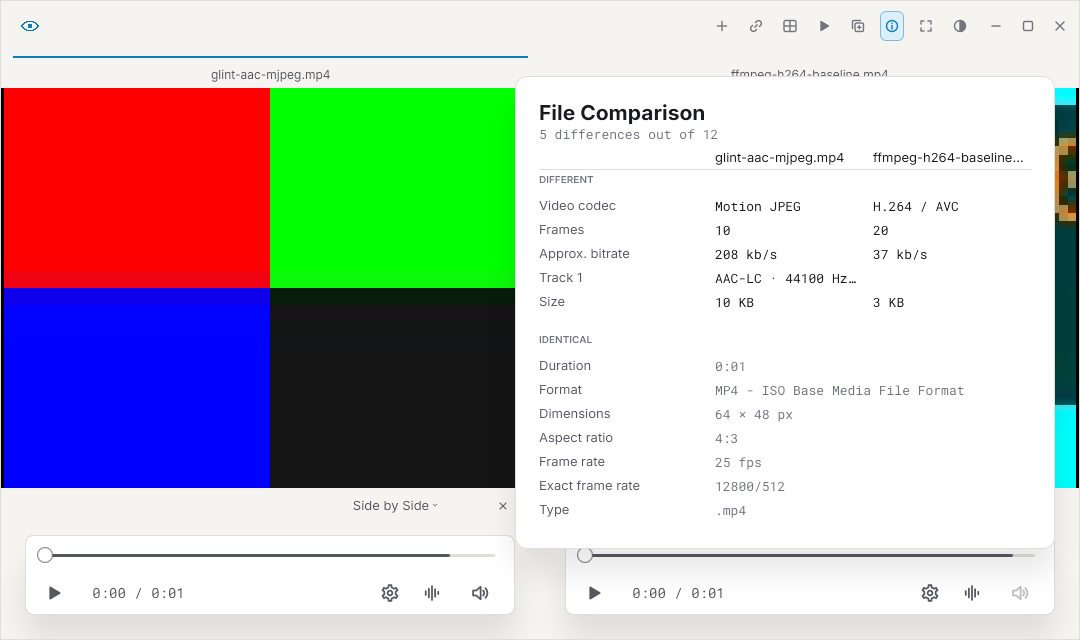 glint-aac-mjpeg.mp4
ffmpeg-h264-baseline.mp4
File Comparison
5 differences out of 12
glint-aac-mjpeg.mp4 ffmpeg-h264-baseline…
DIFFERENT
Video codec Motion JPEG H.264 / AVC
Frames 10 20
Approx. bitrate 208 kb/s 37 kb/s
Track 1 AAC-LC · 44100 Hz…
Size 10 KB 3 KB
IDENTICAL
Duration 0:01
Format MP4 - ISO Base Media File Format
Dimensions 64 × 48 px
Aspect ratio 4:3
Frame rate 25 fps
Exact frame rate 12800/512
Type .mp4
Side by Side
0:00 / 0:01
0:00 / 0:01